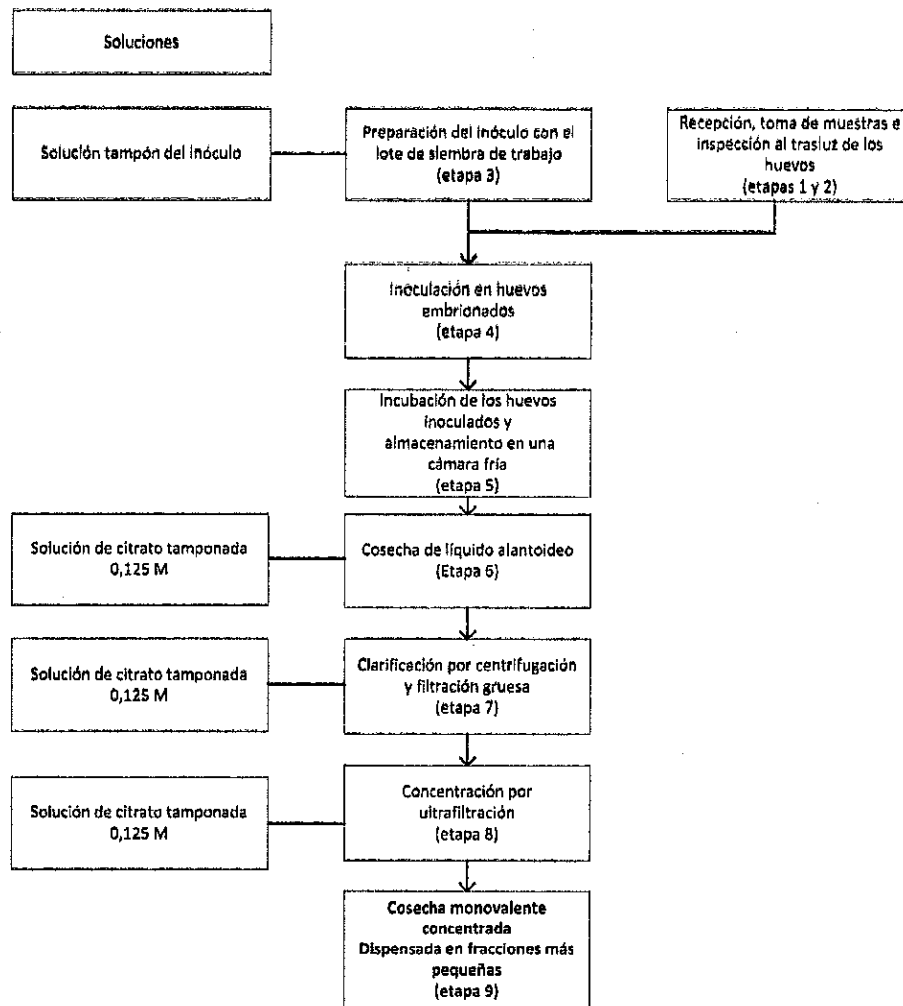 Soluciones
Solución tampón del inóculo
Preparación del inóculo con el
lote de siembra de trabajo
(etapa 3)
Recepción, toma de muestras e
inspección al trasluz de los
huevos
(etapas 1 y 2)
Inoculación en huevos
embrionados
(etapa 4)
Incubación de los huevos
inoculados y
almacenamiento en una
cámara fría
(etapa 5)
Solución de citrato tamponada
0,125 M
Cosecha de líquido alantoideo
(Etapa 6)
Solución de citrato tamponada
0,125 M
Clarificación por centrifugación
y filtración gruesa
(etapa 7)
Solución de citrato tamponada
0,125 M
Concentración por
ultrafiltración
(etapa 8)
Cosecha monovalente
concentrada
Dispensada en fracciones más
pequeñas
(etapa 9)